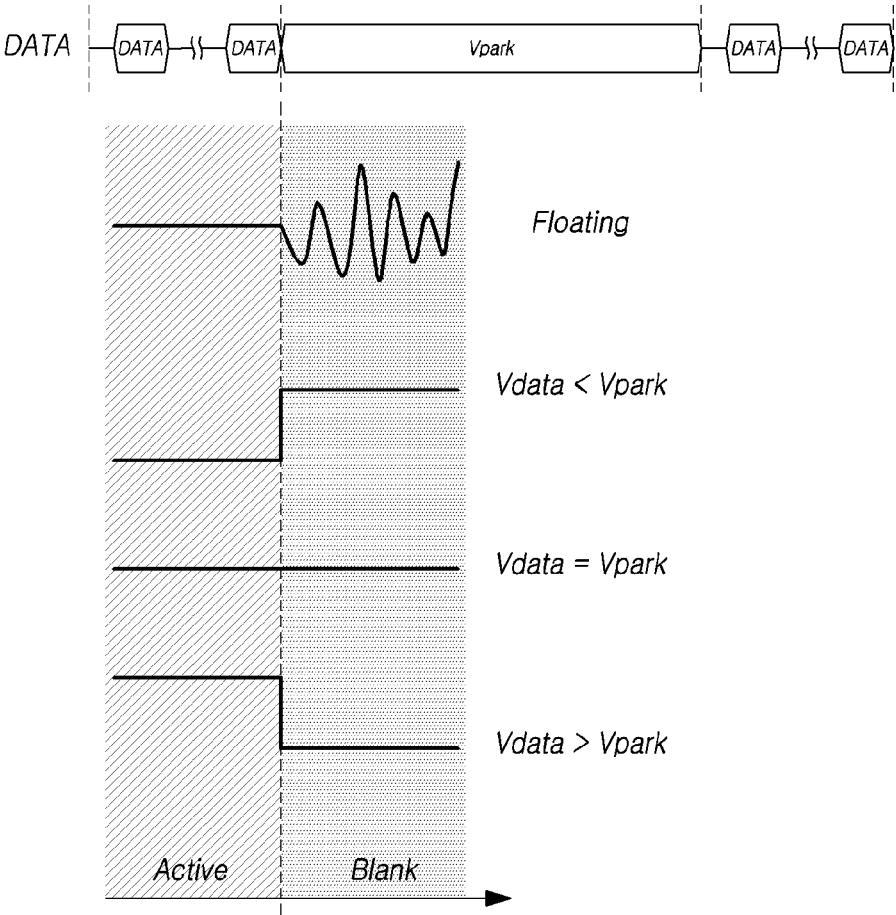 DATA DATA DATA Vpark DATA DATA
Floating
Vdata < Vpark
Vdata = Vpark
Vdata > Vpark
Active Blank